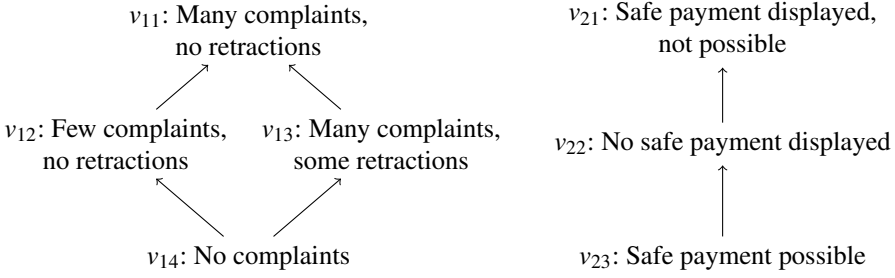 v11: Many complaints,
no retractions
v12: Few complaints,
no retractions
v13: Many complaints,
some retractions
v14: No complaints
v21: Safe payment displayed,
not possible
v22: No safe payment displayed
v23: Safe payment possible